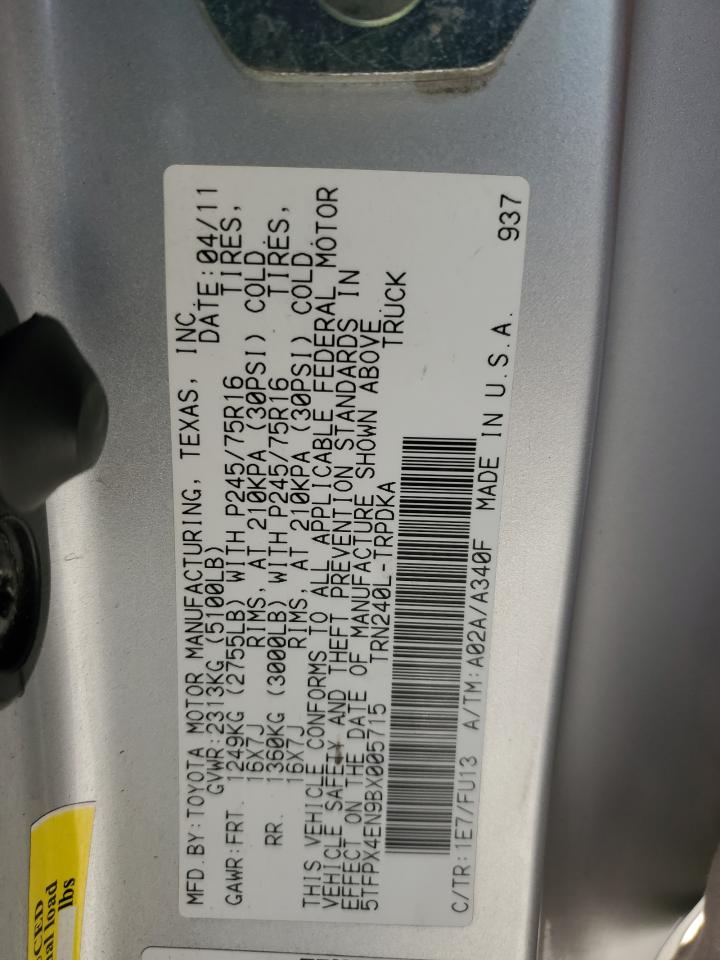 MFD.BY:TOYOTA MOTOR MANUFACTURING, TEXAS, INC.
GVWR:2313KG (5100LB) DATE:04/11
GAWR:FRT. 1249KG (2755LB) WITH P245/75R16 TIRES,
16X7J RIMS, AT 210KPA (30PSI) COLD.
RR. 1360KG (3000LB) WITH P245/75R16 TIRES,
16X7J RIMS, AT 210KPA (30PSI) COLD.
THIS VEHICLE CONFORMS TO ALL APPLICABLE FEDERAL MOTOR
VEHICLE SAFETY AND THEFT PREVENTION STANDARDS IN
EFFECT ON THE DATE OF MANUFACTURE SHOWN ABOVE.
5TFPX4EN9BX005715 TRN240L-TRPDKA TRUCK
C/TR:1E7/FU13 A/TM:A02A/A340F MADE IN U.S.A. 937
load
lbs